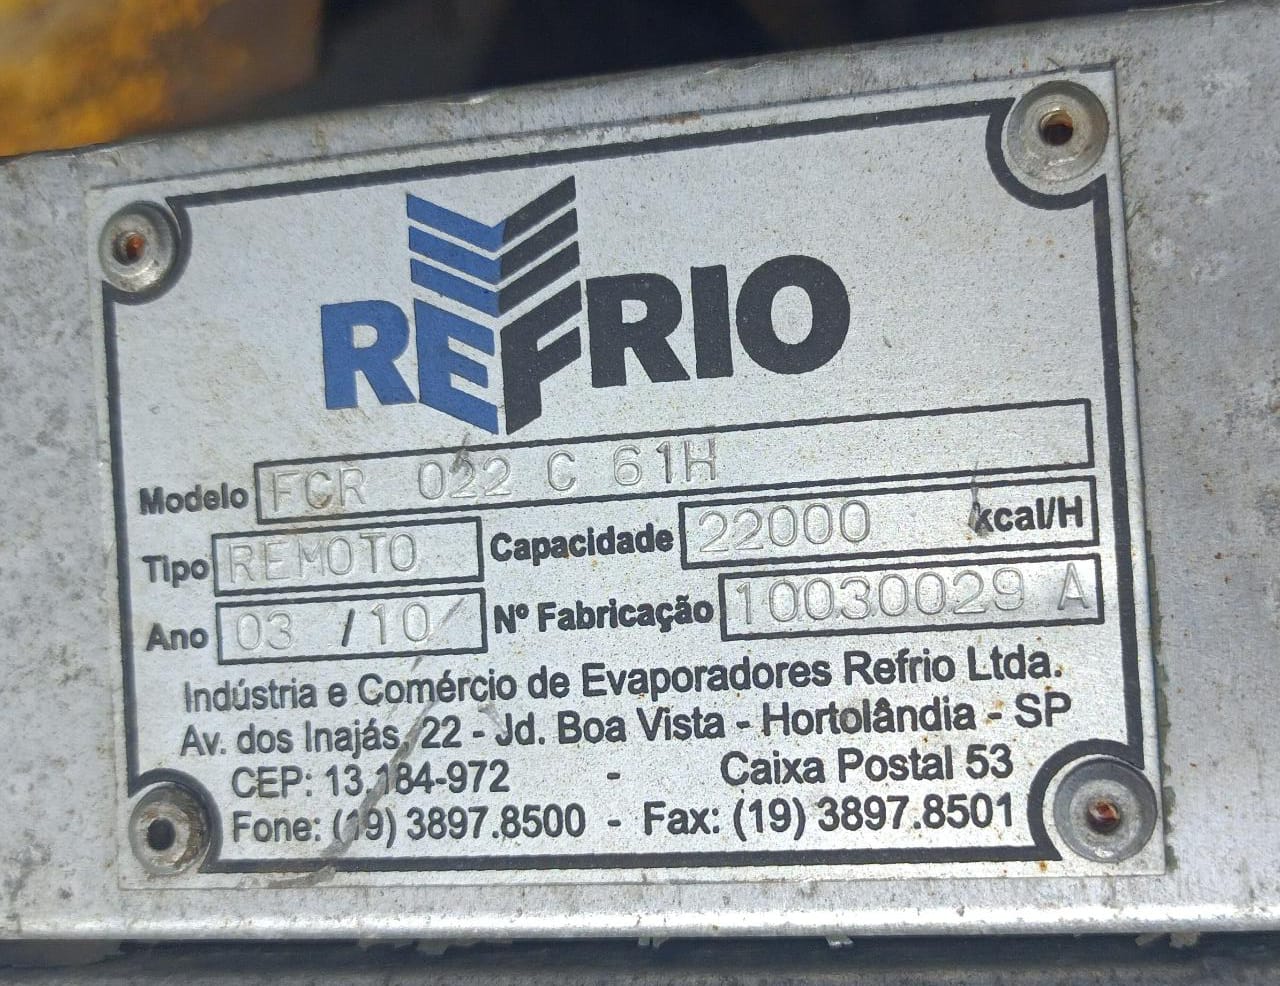 REFRIO
Modelo FCR 022 C 61H
Tipo REMOTO Capacidade 22000 kcal/H
Ano 03 /10 Nº Fabricação 10030029 A
Indústria e Comércio de Evaporadores Refrio Ltda.
Av. dos Inajás, 22 - Jd. Boa Vista - Hortolândia - SP
CEP: 13.184-972 - Caixa Postal 53
Fone: (19) 3897.8500 - Fax: (19) 3897.8501